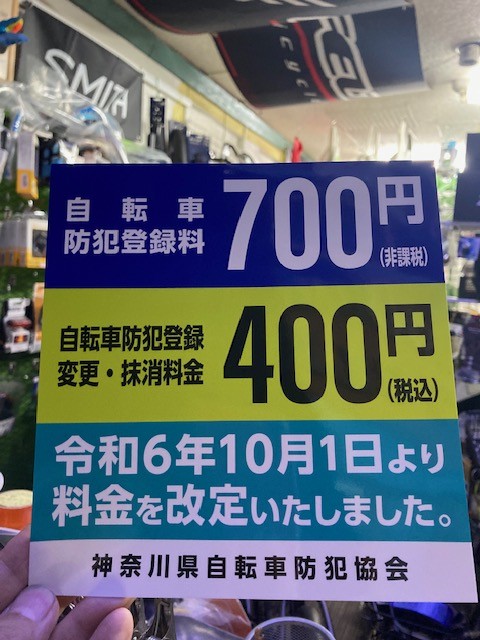 SMITH
自転車
防犯登録料
700円
(非課税)
自転車防犯登録
変更・抹消料金
400円
(税込)
令和6年10月1日より
料金を改定いたしました。
神奈川県自転車防犯協会